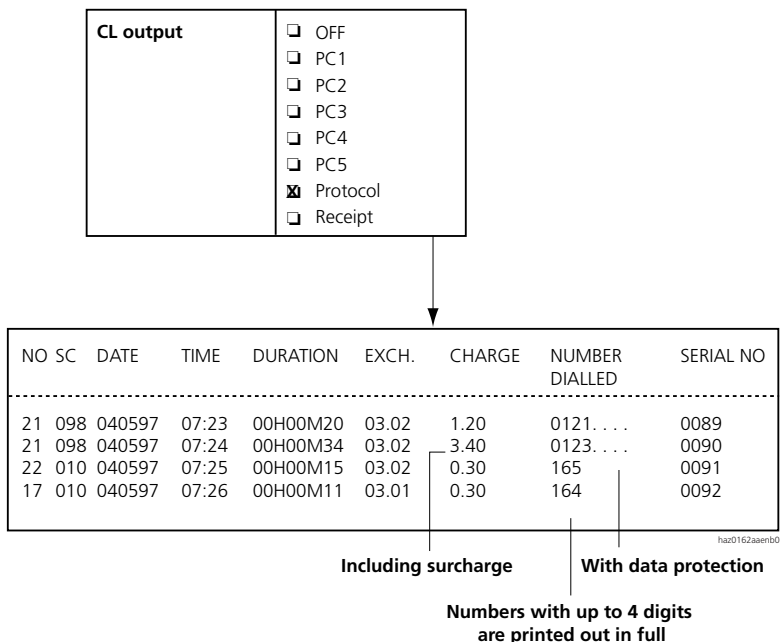 CL output
OFF
PC1
PC2
PC3
PC4
PC5
X Protocol
Receipt
NO SC DATE TIME DURATION EXCH. CHARGE NUMBER DIALLED SERIAL NO
21 098 040597 07:23 00H00M20 03.02 1.20 0121. . . . 0089
21 098 040597 07:24 00H00M34 03.02 3.40 0123. . . . 0090
22 010 040597 07:25 00H00M15 03.02 0.30 165 0091
17 010 040597 07:26 00H00M11 03.01 0.30 164 0092
haz0162aaenb0
Including surcharge With data protection
Numbers with up to 4 digits
are printed out in full